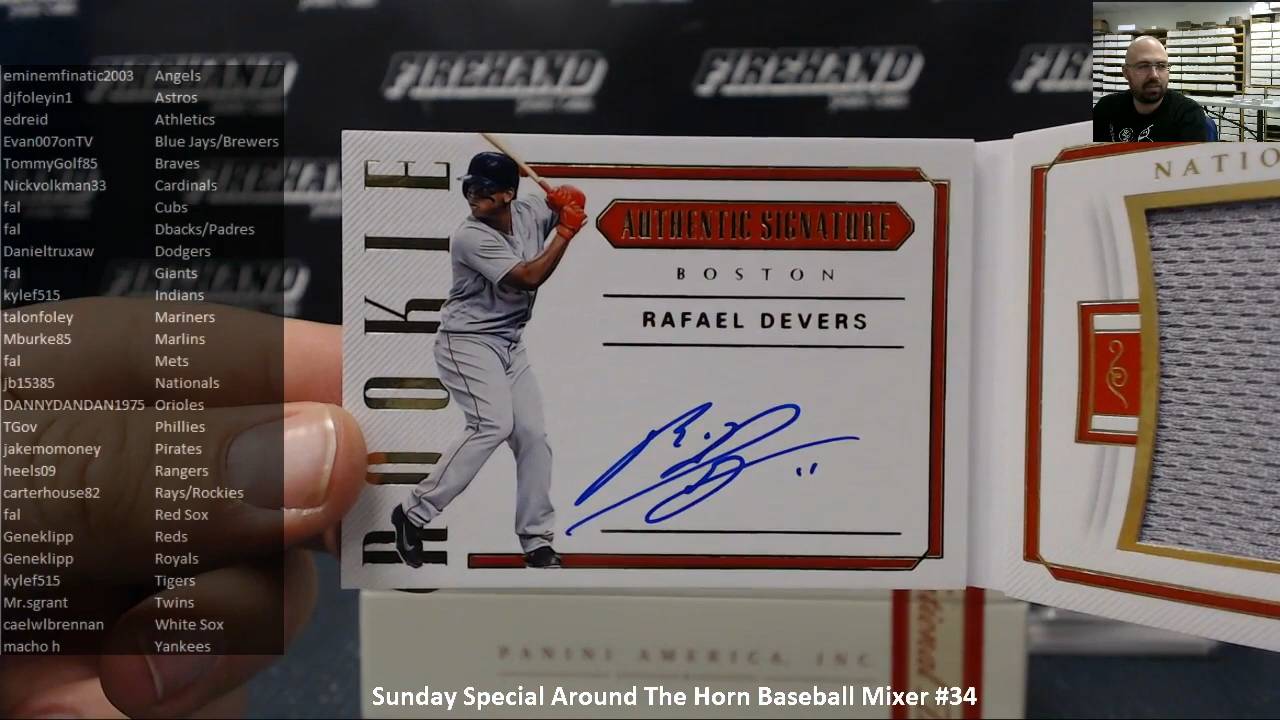 FIREHAND FIREHAND FIREHAND
eminemfinatic2003 Angels
djfoleyin1 Astros
edreid Athletics
Evan007onTV Blue Jays/Brewers
TommyGolf85 Braves
Nickvolkman33 Cardinals
fal Cubs
fal Dbacks/Padres
Danieltruxaw Dodgers
fal Giants
kylef515 Indians
talonfoley Mariners
Mburke85 Marlins
fal Mets
jb15385 Nationals
DANNYDANDAN1975 Orioles
TGov Phillies
jakemomoney Pirates
heels09 Rangers
carterhouse82 Rays/Rockies
fal Red Sox
Geneklipp Reds
Geneklipp Royals
kylef515 Tigers
Mr.sgrant Twins
caelwlbrennan White Sox
macho h Yankees
ROOKIE
AUTHENTIC SIGNATURE
BOSTON
RAFAEL DEVERS
NATIO
PANINI AMERICA, INC.
Sunday Special Around The Horn Baseball Mixer #34